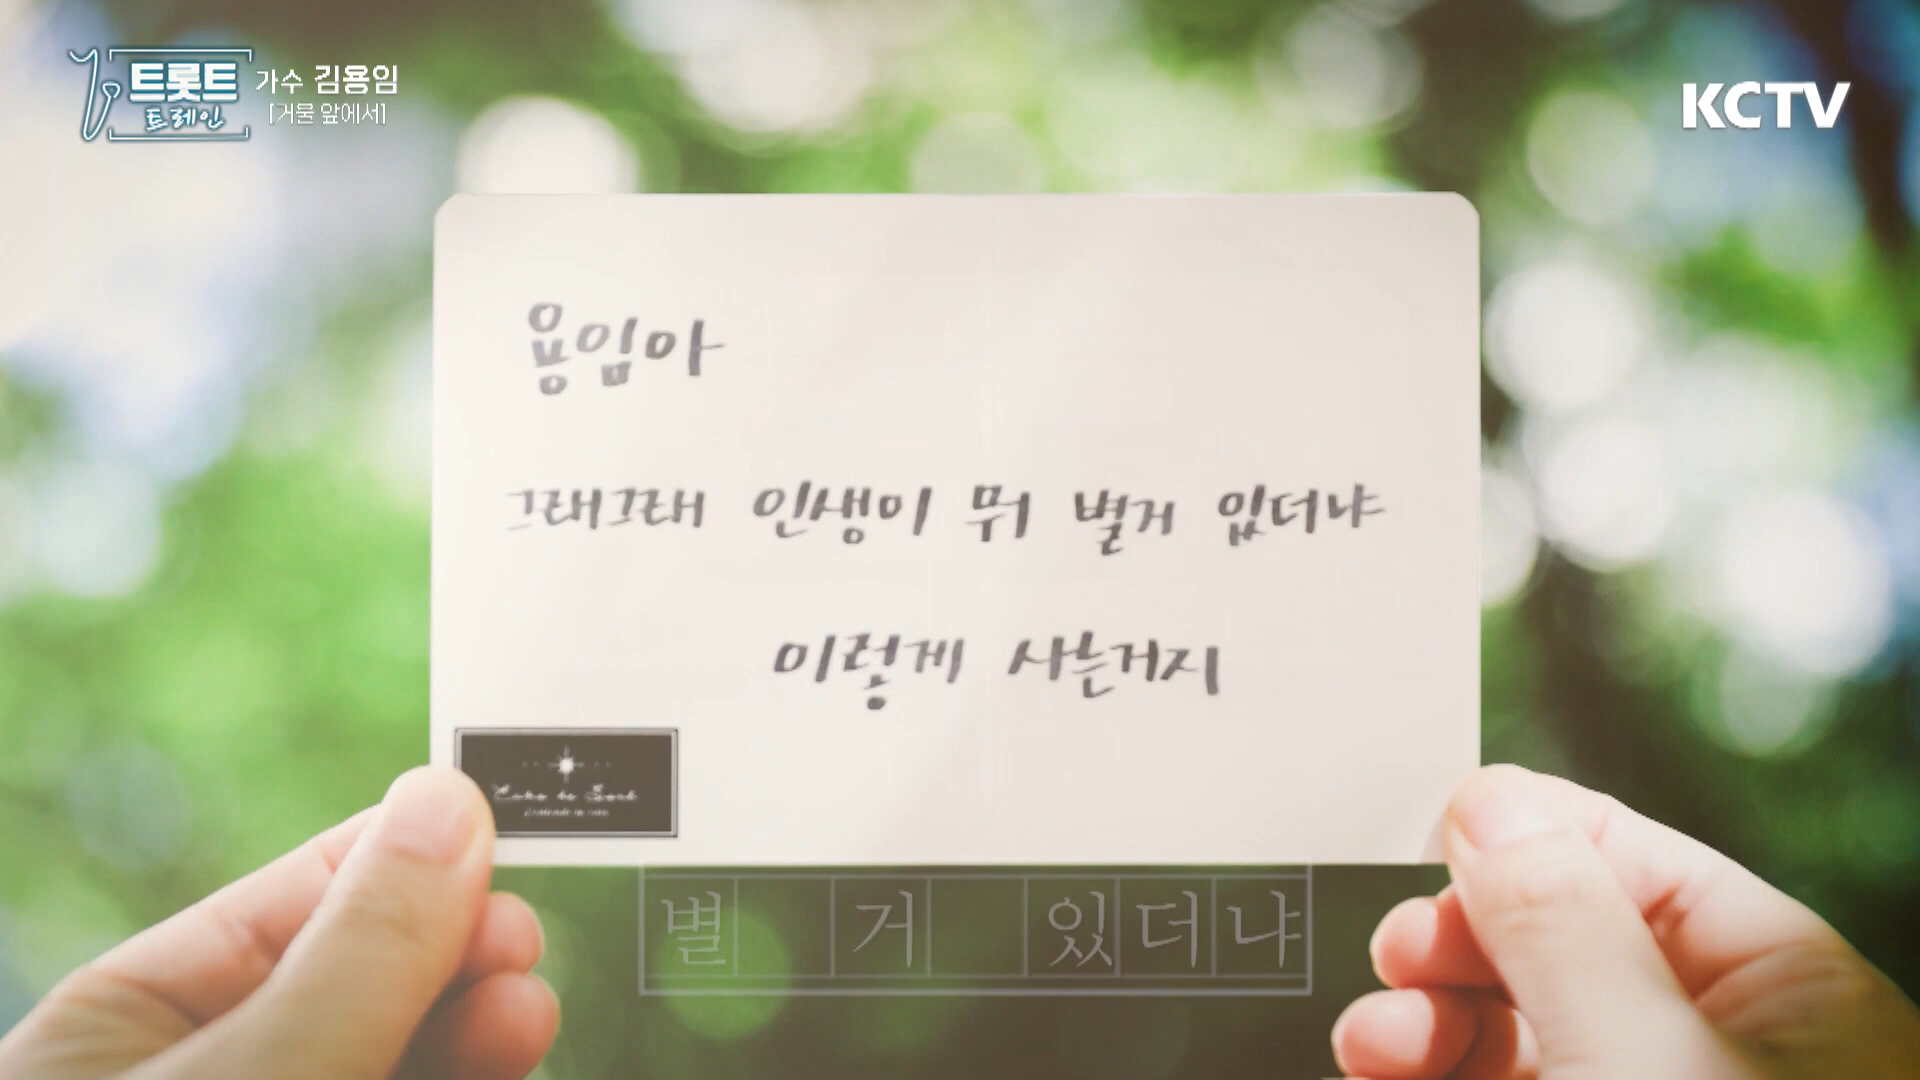 트롯트
트레인
가수 김용임
[거울 앞에서]
KCTV
용임아
그래그래 인생이 뭐 별거 있더냐
이렇게 사는거지
별 거 있더냐